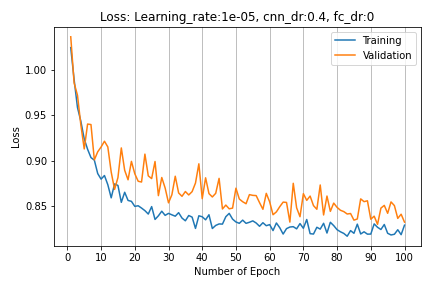 Loss: Learning_rate:1e-05, cnn_dr:0.4, fc_dr:0
Training
Validation
Loss
1.00
0.95
0.90
0.85
0 10 20 30 40 50 60 70 80 90 100
Number of Epoch